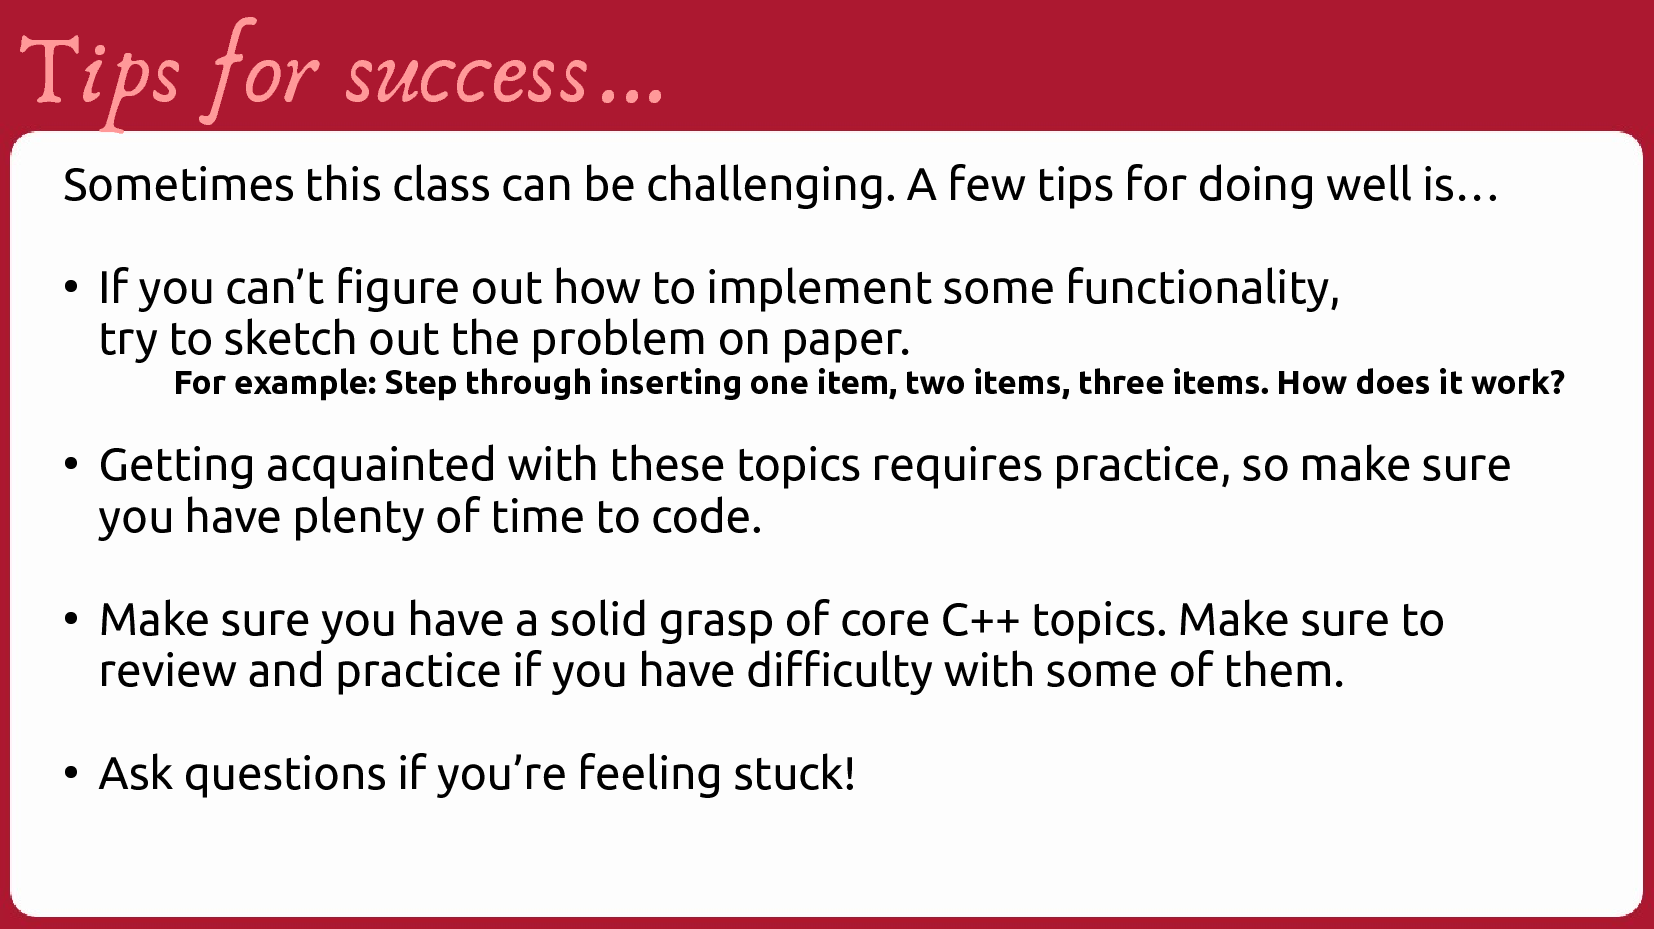 Tips for success...
Sometimes this class can be challenging. A few tips for doing well is…
• If you can’t figure out how to implement some functionality,
try to sketch out the problem on paper.
For example: Step through inserting one item, two items, three items. How does it work?
• Getting acquainted with these topics requires practice, so make sure
you have plenty of time to code.
• Make sure you have a solid grasp of core C++ topics. Make sure to
review and practice if you have difficulty with some of them.
• Ask questions if you’re feeling stuck!